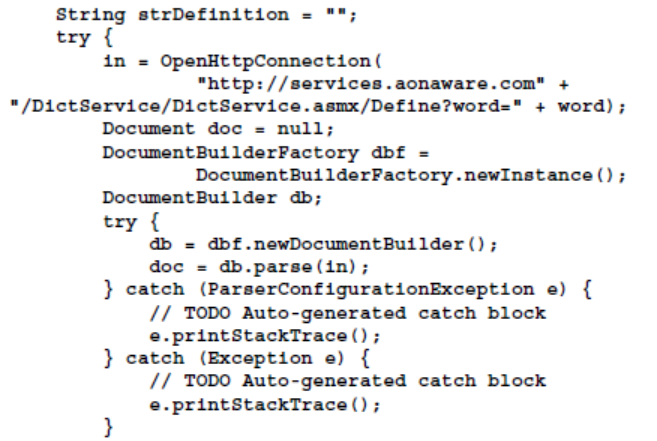 String strDefinition = "";
try {
in = OpenHttpConnection(
"http://services.aonaware.com" +
"/DictService/DictService.asmx/Define?word=" + word);
Document doc = null;
DocumentBuilderFactory dbf =
DocumentBuilderFactory.newInstance();
DocumentBuilder db;
try {
db = dbf.newDocumentBuilder();
doc = db.parse(in);
} catch (ParserConfigurationException e) {
// TODO Auto-generated catch block
e.printStackTrace();
} catch (Exception e) {
// TODO Auto-generated catch block
e.printStackTrace();
}